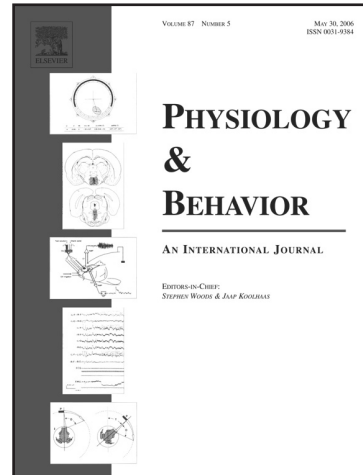 VOLUME 87 NUMBER 5
MAY 30, 2006
ISSN 0031-9384
ELSEVIER
PHYSIOLOGY
&
BEHAVIOR
AN INTERNATIONAL JOURNAL
EDITORS-IN-CHIEF:
STEPHEN WOODS & JAAP KOOLHAAS